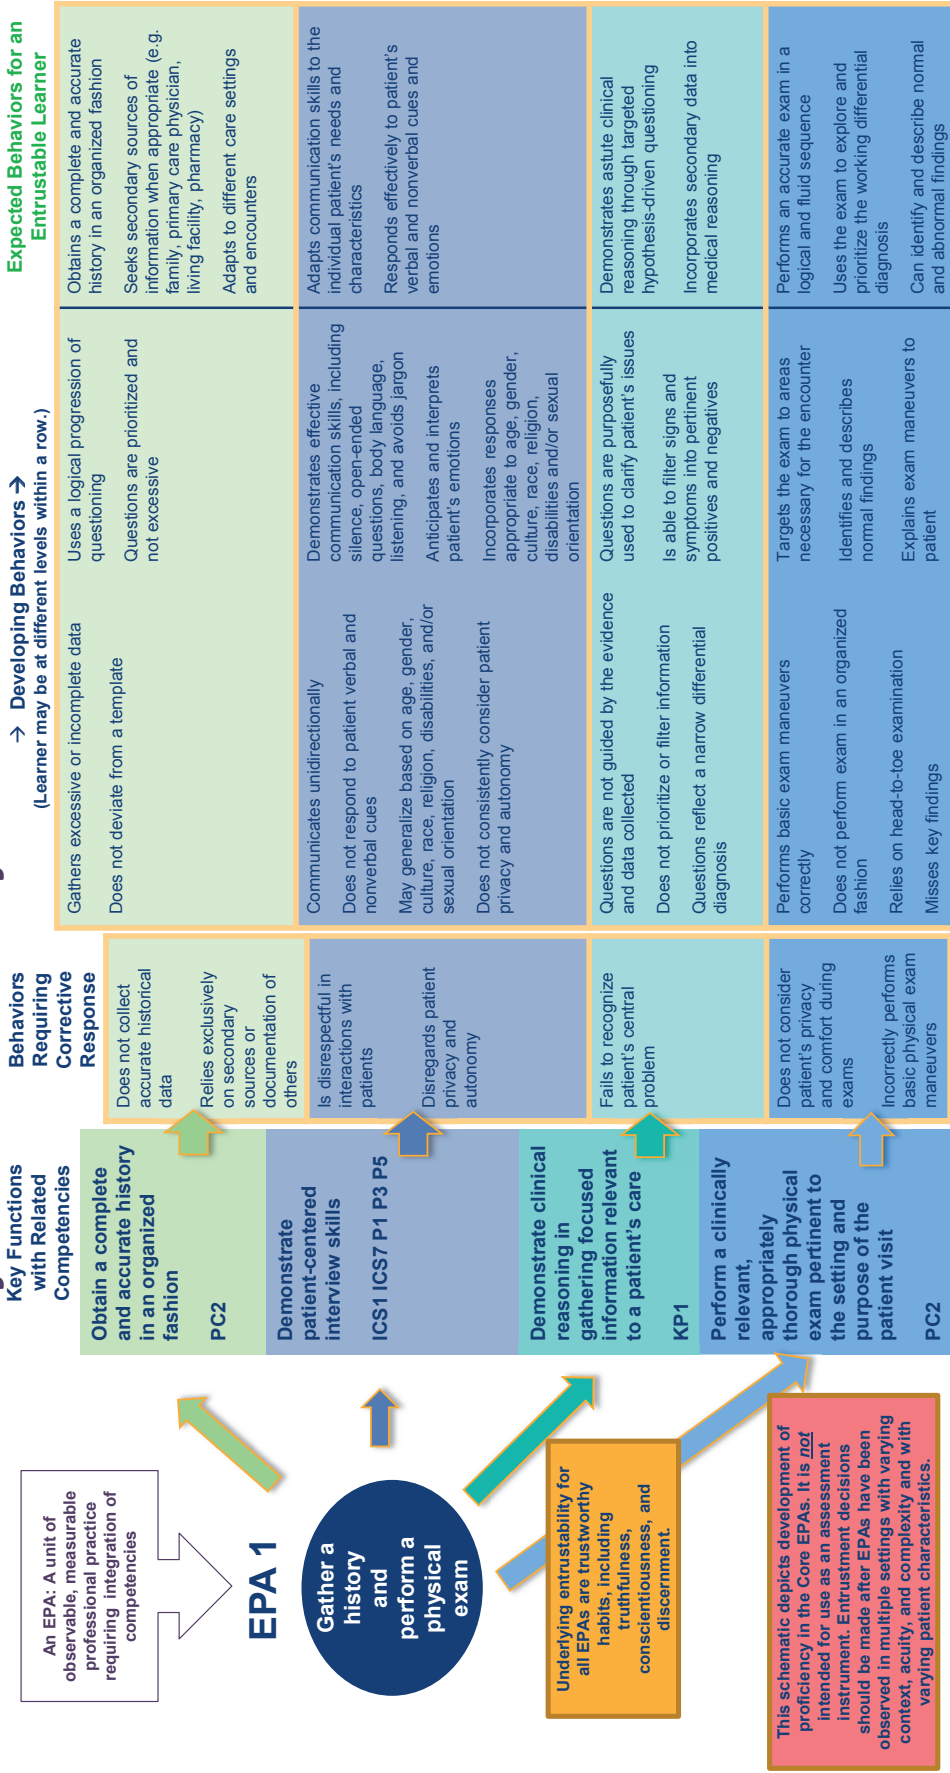 An EPA: A unit of
observable, measurable
professional practice
requiring integration of
competencies
EPA 1
Gather a
history
and
perform a
physical
exam
Underlying entrustability for
all EPAs are trustworthy
habits, including
truthfulness,
conscientiousness, and
discernment.
This schematic depicts development of
proficiency in the Core EPAs. It is not
intended for use as an assessment
instrument. Entrustment decisions
should be made after EPAs have been
observed in multiple settings with varying
context, acuity, and complexity and with
varying patient characteristics.
Key Functions
with Related
Competencies
Behaviors
Requiring
Corrective
Response
→ Developing Behaviors →
(Learner may be at different levels within a row.)
Expected Behaviors for an
Entrustable Learner
Obtain a complete
and accurate history
in an organized
fashion
PC2
Does not collect
accurate historical
data
Relies exclusively
on secondary
sources or
documentation of
others
Gathers excessive or incomplete data
Does not deviate from a template
Uses a logical progression of
questioning
Questions are prioritized and
not excessive
Obtains a complete and accurate
history in an organized fashion
Seeks secondary sources of
information when appropriate (e.g.
family, primary care physician,
living facility, pharmacy)
Adapts to different care settings
and encounters
Demonstrate
patient-centered
interview skills
ICS1 ICS7 P1 P3 P5
Is disrespectful in
interactions with
patients
Disregards patient
privacy and
autonomy
Communicates unidirectionally
Does not respond to patient verbal and
nonverbal cues
May generalize based on age, gender,
culture, race, religion, disabilities, and/or
sexual orientation
Does not consistently consider patient
privacy and autonomy
Demonstrates effective
communication skills, including
silence, open-ended
questions, body language,
listening, and avoids jargon
Anticipates and interprets
patient's emotions
Incorporates responses
appropriate to age, gender,
culture, race, religion,
disabilities and/or sexual
orientation
Adapts communication skills to the
individual patient's needs and
characteristics
Responds effectively to patient's
verbal and nonverbal cues and
emotions
Demonstrate clinical
reasoning in
gathering focused
information relevant
to a patient's care
KP1
Fails to recognize
patient's central
problem
Questions are not guided by the evidence
and data collected
Does not prioritize or filter information
Questions reflect a narrow differential
diagnosis
Questions are purposefully
used to clarify patient's issues
Is able to filter signs and
symptoms into pertinent
positives and negatives
Demonstrates astute clinical
reasoning through targeted
hypothesis-driven questioning
Incorporates secondary data into
medical reasoning
Perform a clinically
relevant,
appropriately
thorough physical
exam pertinent to
the setting and
purpose of the
patient visit
PC2
Does not consider
patient's privacy
and comfort during
exams
Incorrectly performs
basic physical exam
maneuvers
Performs basic exam maneuvers
correctly
Does not perform exam in an organized
fashion
Relies on head-to-toe examination
Misses key findings
Targets the exam to areas
necessary for the encounter
Identifies and describes
normal findings
Explains exam maneuvers to
patient
Performs an accurate exam in a
logical and fluid sequence
Uses the exam to explore and
prioritize the working differential
diagnosis
Can identify and describe normal
and abnormal findings